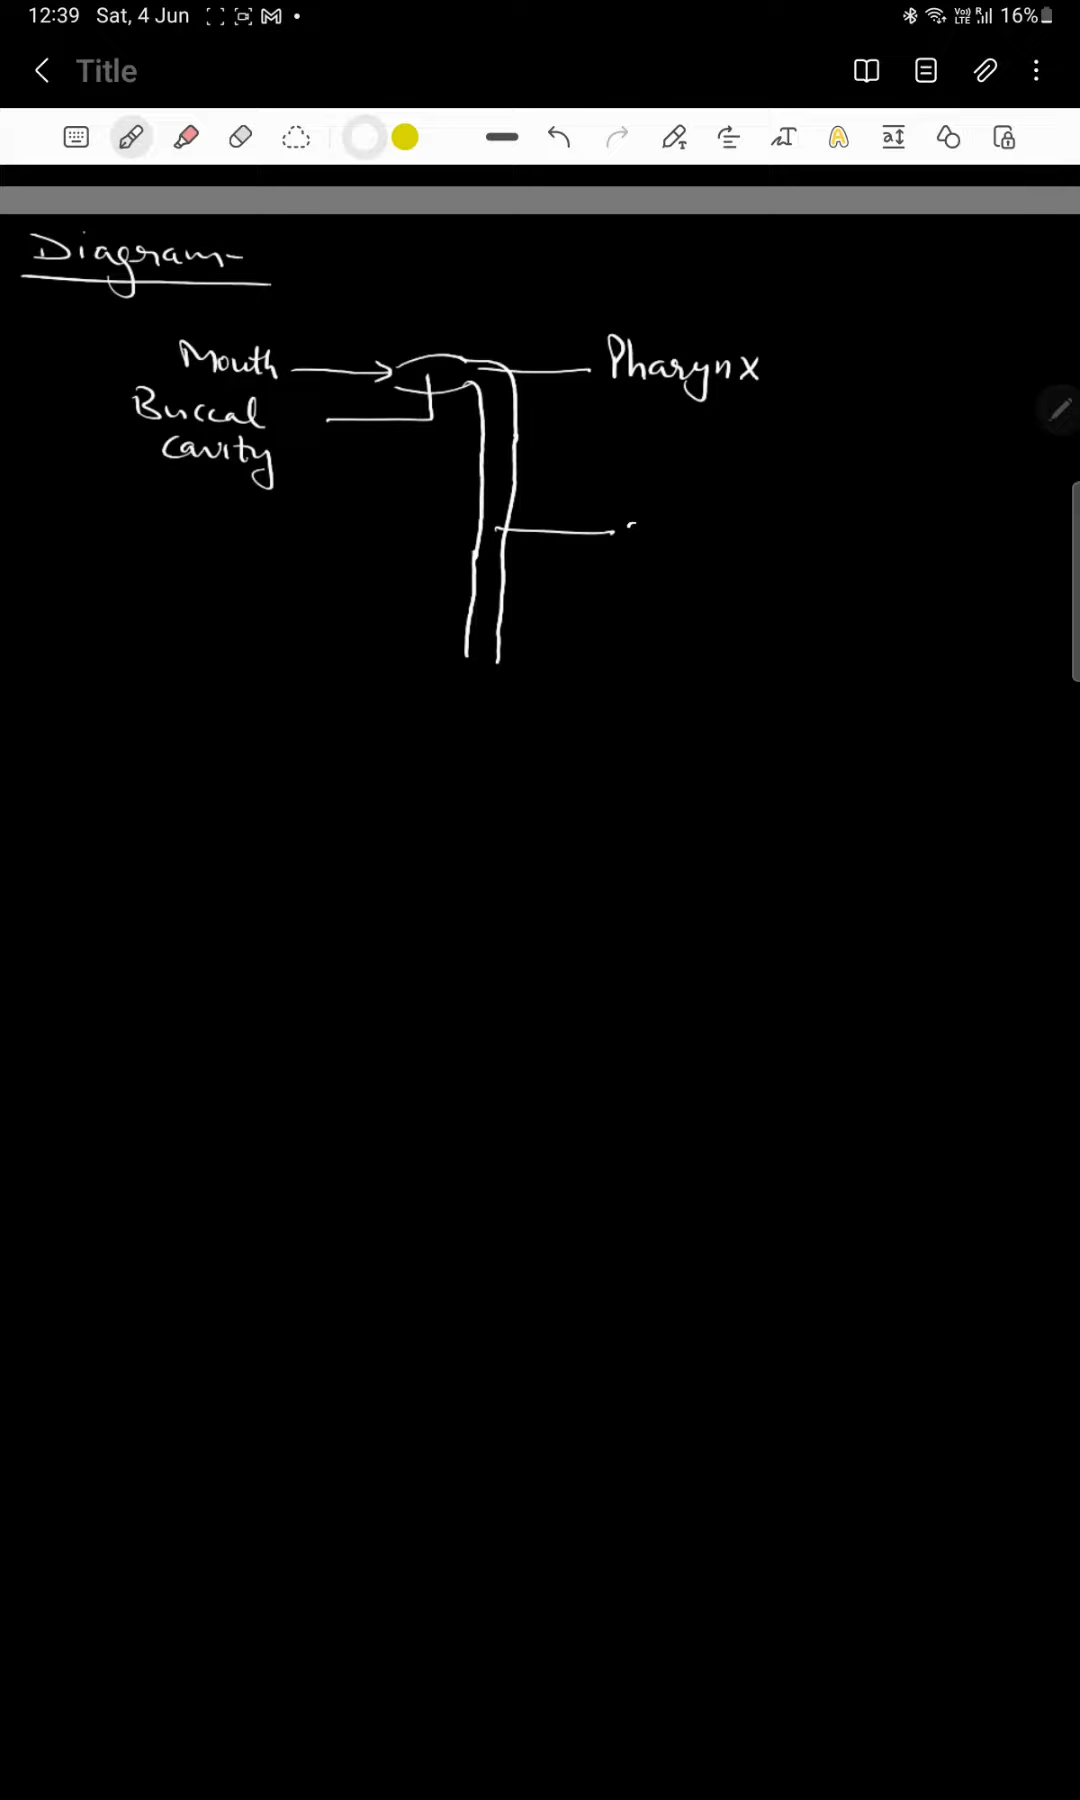 12:39 Sat, 4 Jun
16%
Title
Diagram-
Mouth
Pharynx
Buccal
cavity